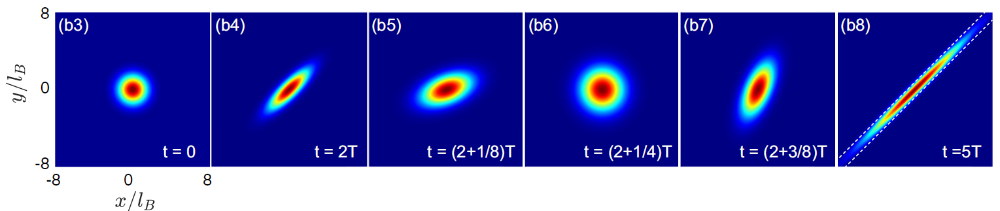 8
(b3) (b4) (b5) (b6) (b7) (b8)
y/l_B
0
t = 0 t = 2T t = (2+1/8)T t = (2+1/4)T t = (2+3/8)T t =5T
-8
-8 0 8
x/l_B